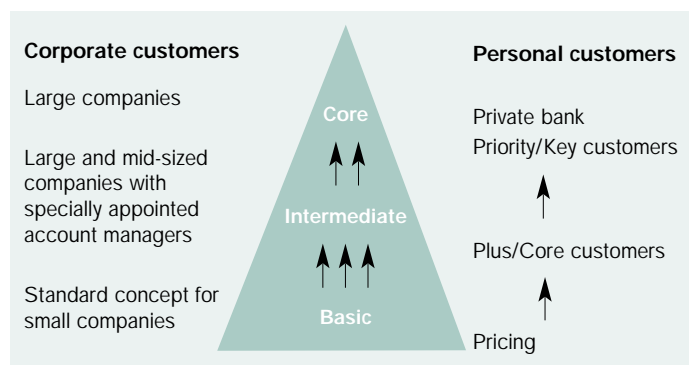 Corporate customers
Large companies
Large and mid-sized
companies with
specially appointed
account managers
Standard concept for
small companies
Core
Intermediate
Basic
Personal customers
Private bank
Priority/Key customers
Plus/Core customers
Pricing